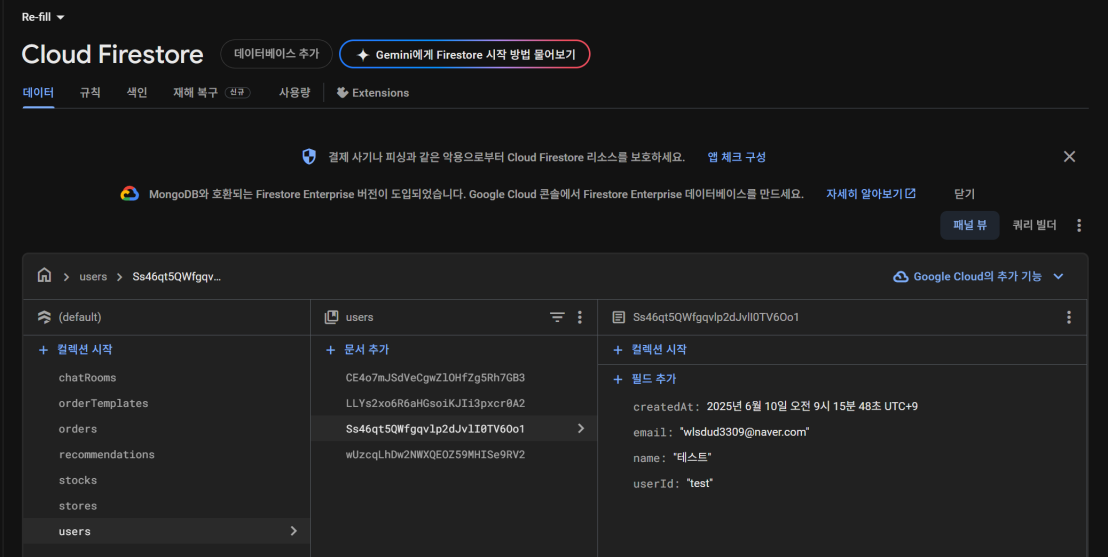 Re-fill
Cloud Firestore
데이터베이스 추가
Gemini에게 Firestore 시작 방법 물어보기
데이터
규칙
색인
재해 복구
신규
사용량
Extensions
결제 사기나 피싱과 같은 악용으로부터 Cloud Firestore 리소스를 보호하세요.
앱 체크 구성
MongoDB와 호환되는 Firestore Enterprise 버전이 도입되었습니다. Google Cloud 콘솔에서 Firestore Enterprise 데이터베이스를 만드세요.
자세히 알아보기
닫기
패널 뷰
쿼리 빌더
users
Ss46qt5QWfgqv...
Google Cloud의 추가 기능
(default)
컬렉션 시작
chatRooms
orderTemplates
orders
recommendations
stocks
stores
users
users
문서 추가
CE4o7mJSdVeCgwZlOHfZg5Rh7GB3
LLYs2xo6R6aHGsoiKJIi3pxcr0A2
Ss46qt5QWfgqvlp2dJvlI0TV6Oo1
wUzcqLhDw2NWXQEOZ59MHISe9RV2
Ss46qt5QWfgqvlp2dJvlI0TV6Oo1
컬렉션 시작
필드 추가
createdAt: 2025년 6월 10일 오전 9시 15분 48초 UTC+9
email: "wlsdud3309@naver.com"
name: "테스트"
userId: "test"